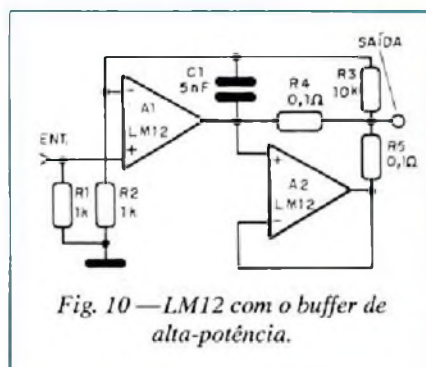 SAÍDA
C1
5nF
R4
0,1Ω
R3
10k
A1
LM12
ENT.
R1
1k
R2
1k
R5
0,1Ω
A2
LM12
Fig. 10 — LM12 com o buffer de
alta-potência.